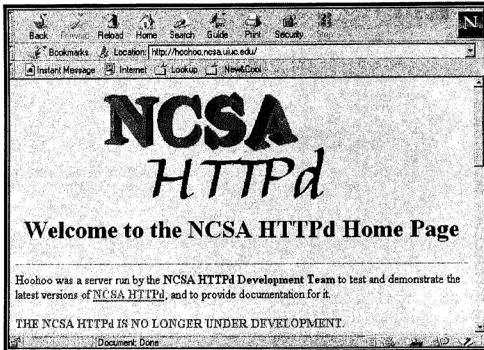 Back Forward Reload Home Search Guide Print Security Stop N
Bookmarks Location: http://hoohoo.ncsa.uiuc.edu/
Instant Message Internet Lookup New&Cool
NCSA
HTTPd
Welcome to the NCSA HTTPd Home Page
Hoohoo was a server run by the NCSA HTTPd Development Team to test and demonstrate the
latest versions of NCSA HTTPd, and to provide documentation for it.
THE NCSA HTTPd IS NO LONGER UNDER DEVELOPMENT.
Document: Done